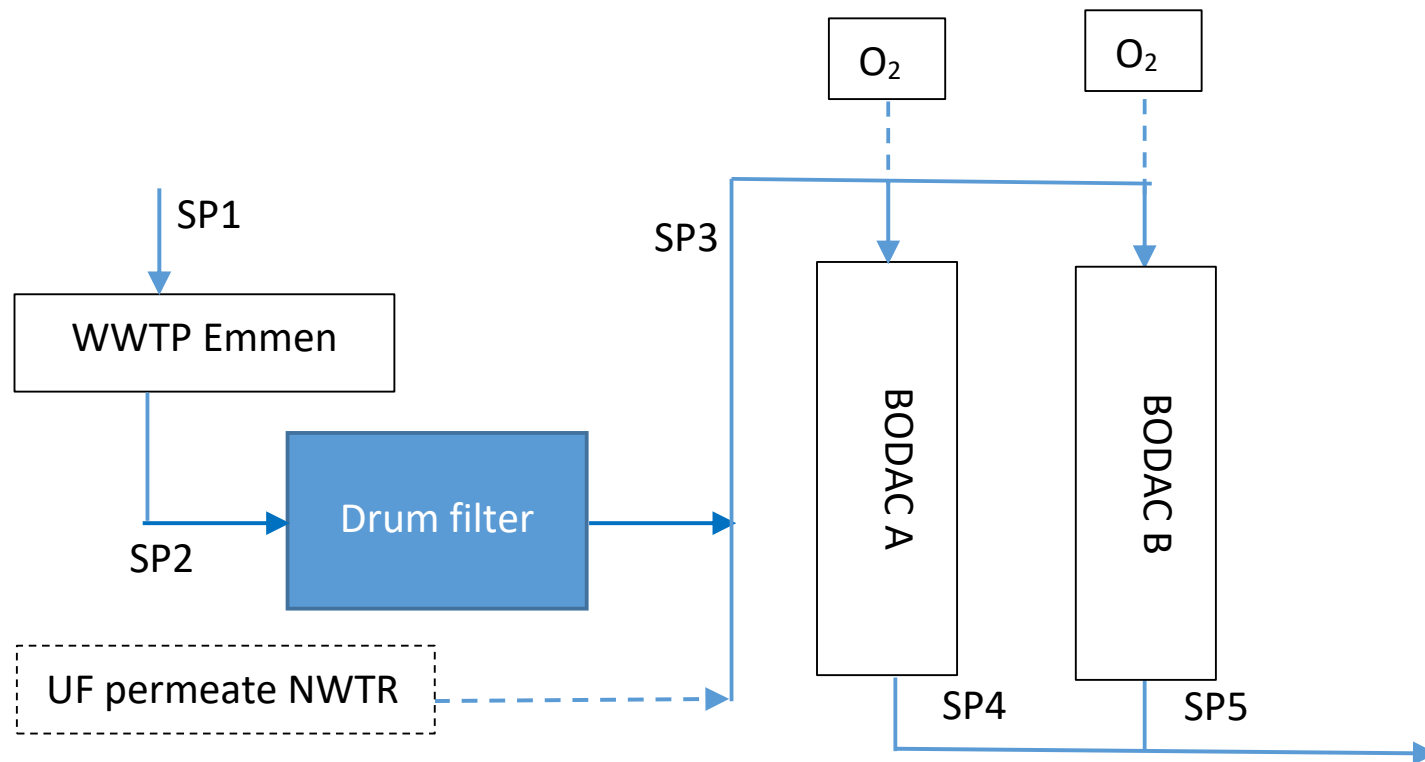 O₂
O₂
SP1
SP3
WWTP Emmen
BODAC A
BODAC B
Drum filter
SP2
UF permeate NWTR
SP4
SP5